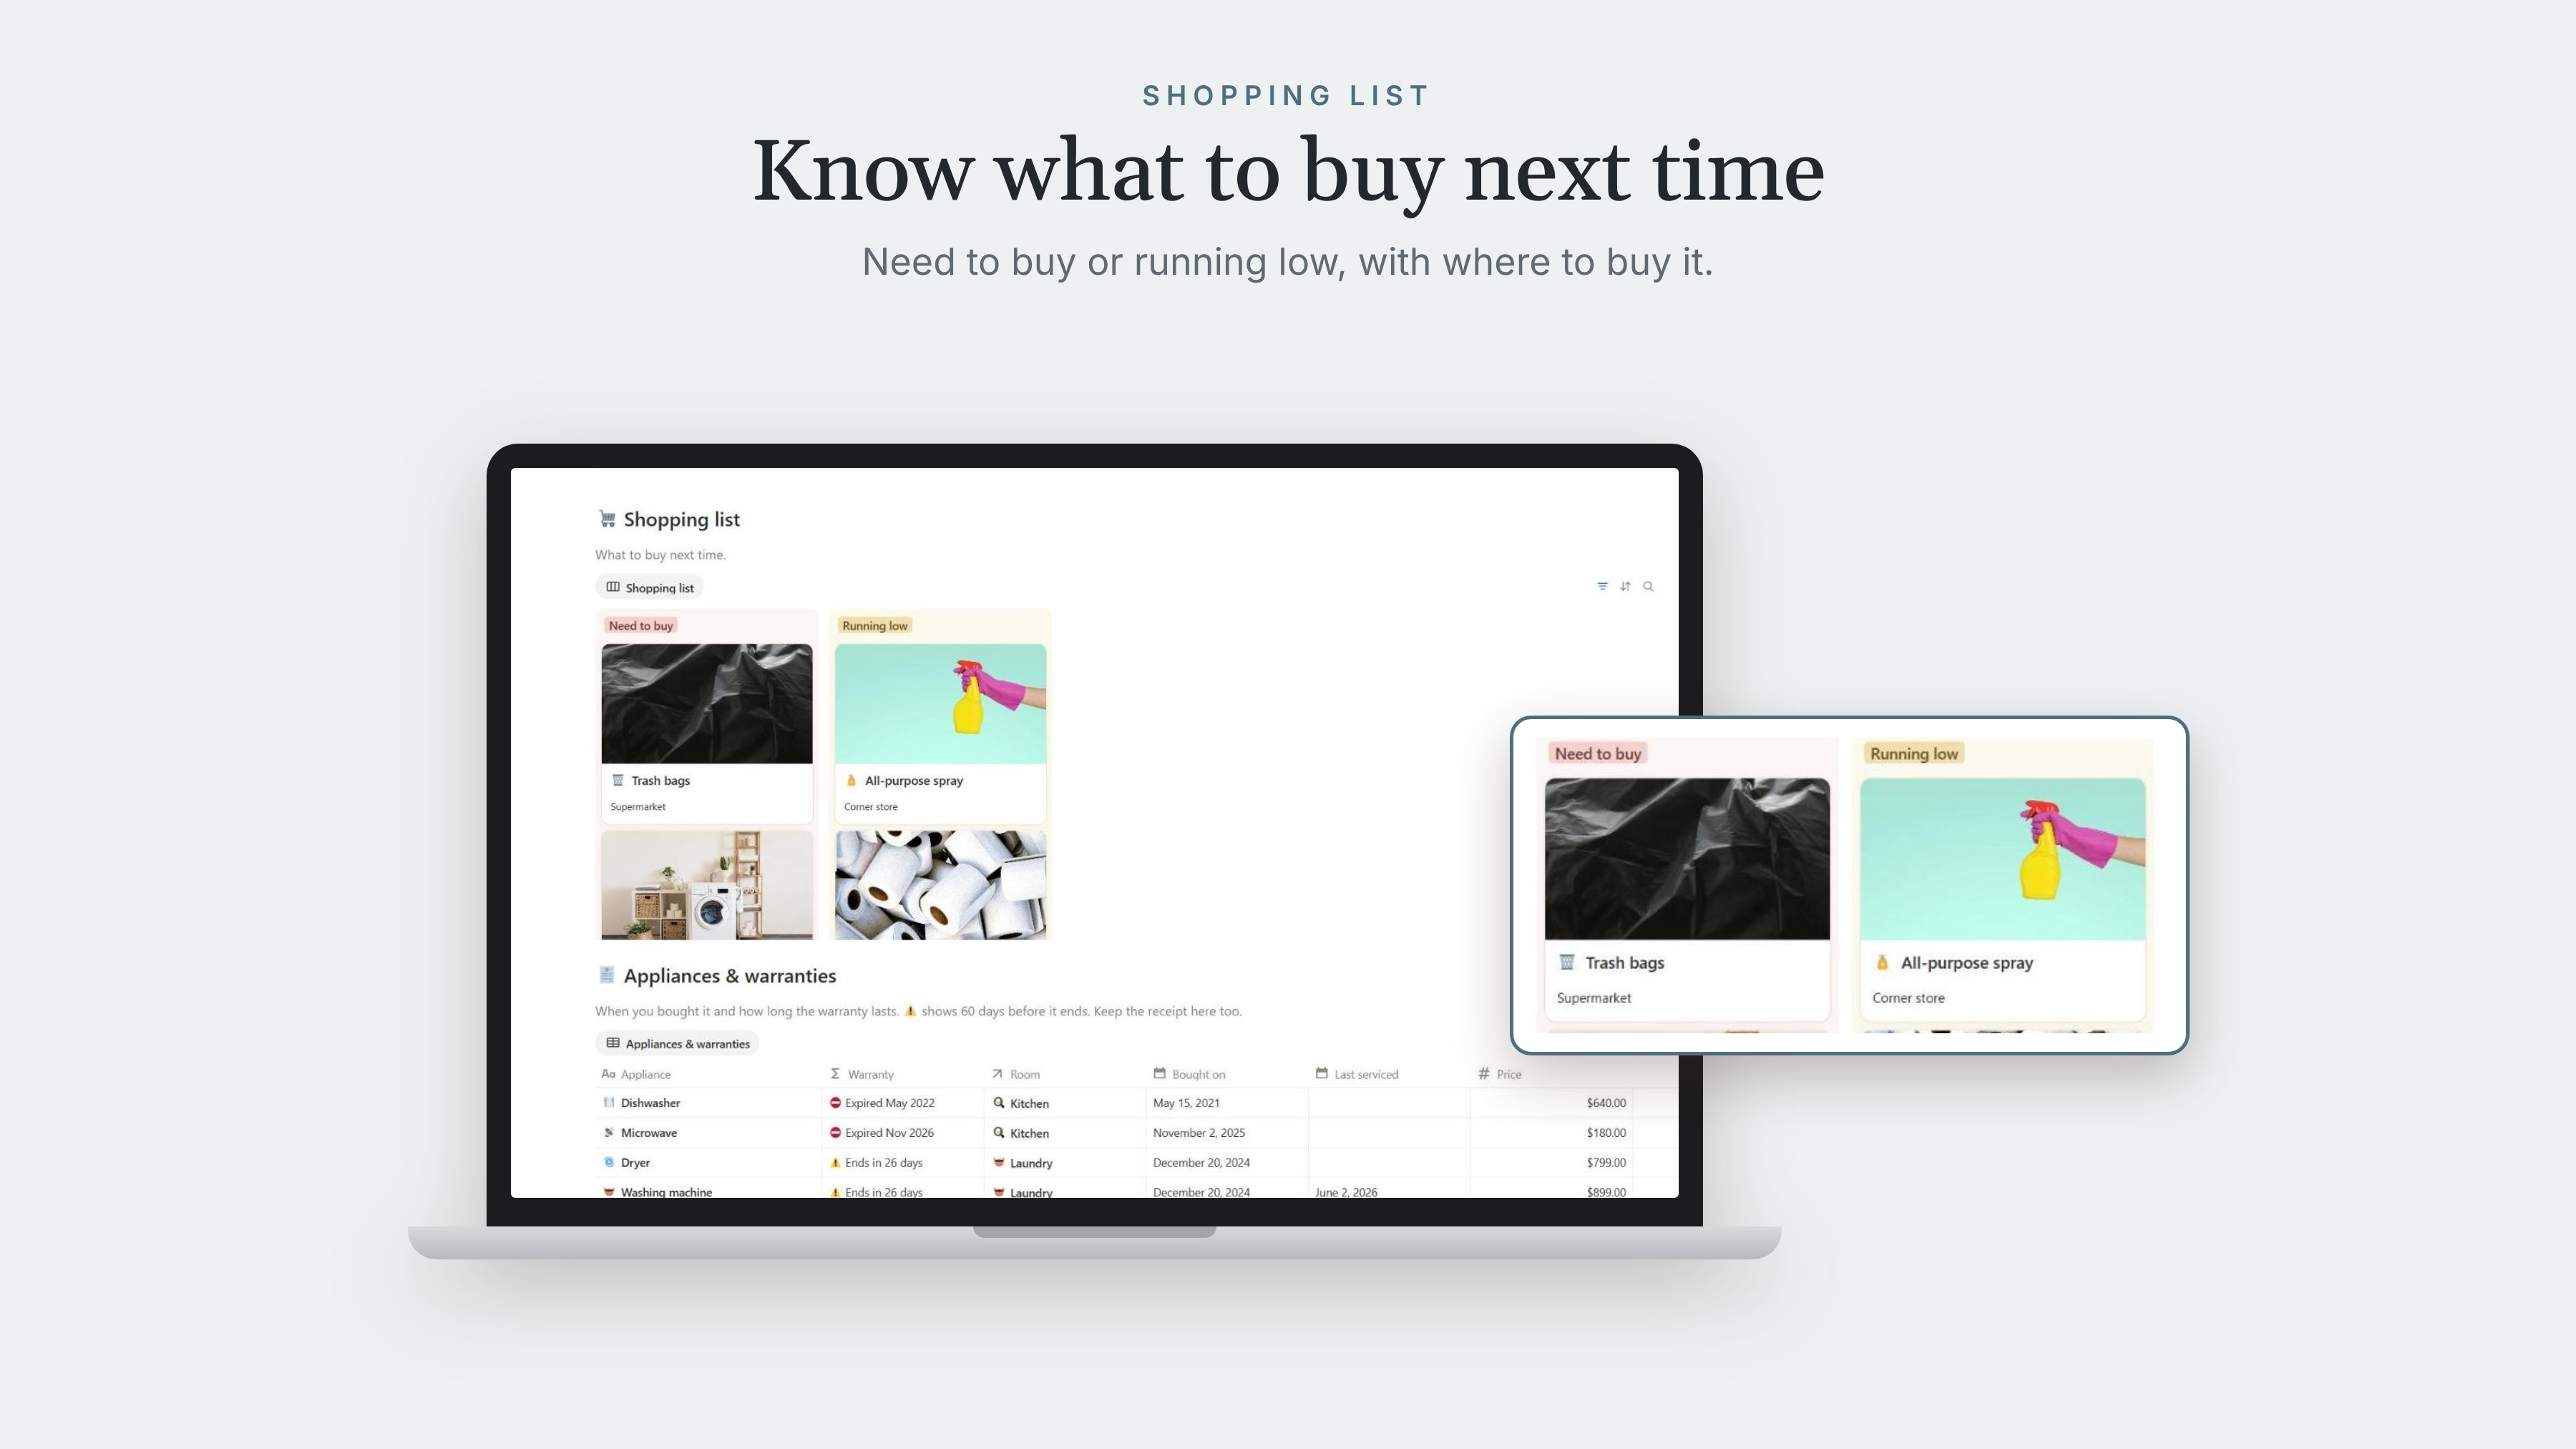 SHOPPING LIST
Know what to buy next time
Need to buy or running low, with where to buy it.
Shopping list
What to buy next time.
Shopping list
Need to buy
Running low
Trash bags
All-purpose spray
Supermarket
Corner store
Appliances & warranties
When you bought it and how long the warranty lasts. ⚠️ shows 60 days before it ends. Keep the receipt here too.
Appliances & warranties
Aa Appliance Σ Warranty Room Bought on Last serviced # Price
Dishwasher Expired May 2022 Kitchen May 15, 2021 $640.00
Microwave Expired Nov 2026 Kitchen November 2, 2025 $180.00
Dryer Ends in 26 days Laundry December 20, 2024 $799.00
Washing machine Ends in 26 days Laundry December 20, 2024 June 2, 2026 $899.00
Need to buy
Running low
Trash bags
All-purpose spray
Supermarket
Corner store